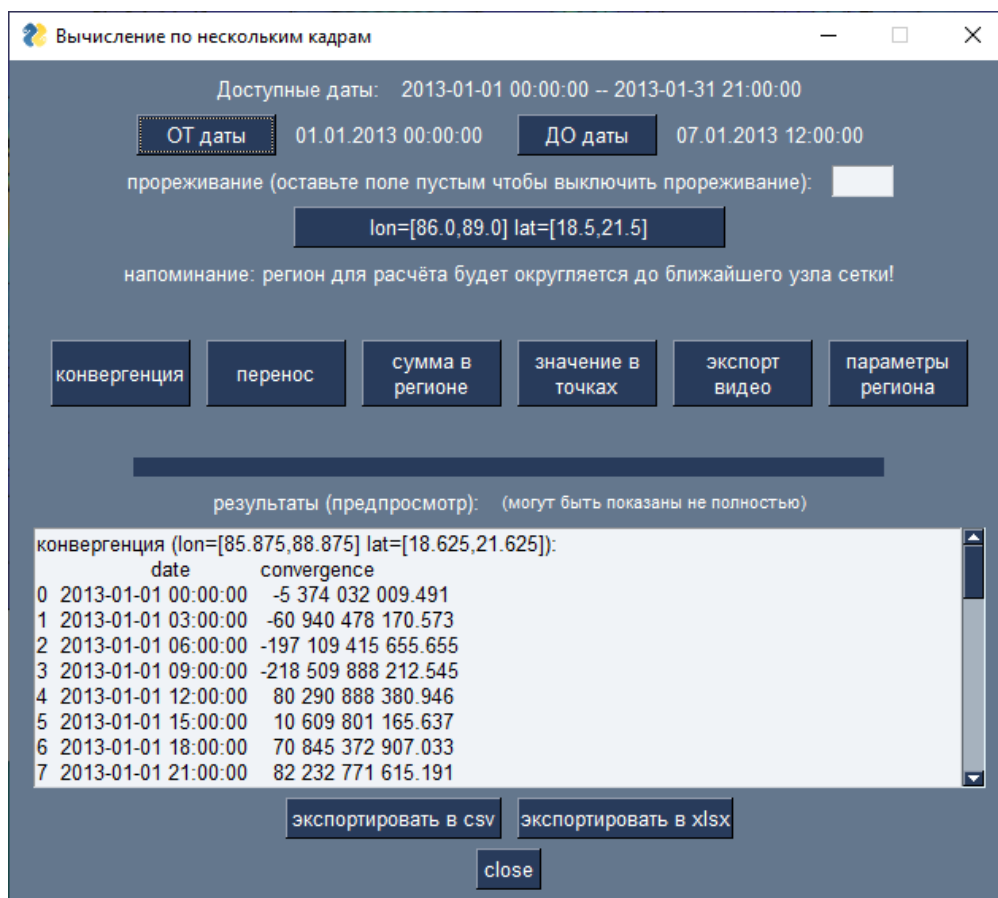 Вычисление по нескольким кадрам
Доступные даты: 2013-01-01 00:00:00 -- 2013-01-31 21:00:00
ОТ даты 01.01.2013 00:00:00 ДО даты 07.01.2013 12:00:00
прореживание (оставьте поле пустым чтобы выключить прореживание):
lon=[86.0,89.0] lat=[18.5,21.5]
напоминание: регион для расчёта будет округляется до ближайшего узла сетки!
конвергенция
перенос
сумма в
регионе
значение в
точках
экспорт
видео
параметры
региона
результаты (предпросмотр): (могут быть показаны не полностью)
конвергенция (lon=[85.875,88.875] lat=[18.625,21.625]):
date convergence
0 2013-01-01 00:00:00 -5 374 032 009.491
1 2013-01-01 03:00:00 -60 940 478 170.573
2 2013-01-01 06:00:00 -197 109 415 655.655
3 2013-01-01 09:00:00 -218 509 888 212.545
4 2013-01-01 12:00:00 80 290 888 380.946
5 2013-01-01 15:00:00 10 609 801 165.637
6 2013-01-01 18:00:00 70 845 372 907.033
7 2013-01-01 21:00:00 82 232 771 615.191
экспортировать в csv экспортировать в xlsx
close